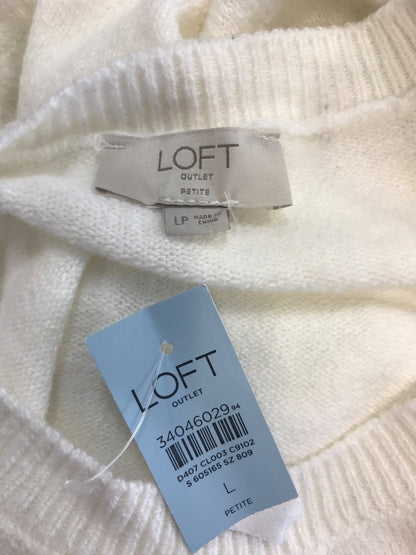 LOFT
OUTLET
PETITE
LP MADE IN
CHINA
LOFT
OUTLET
34046029 94
D407 CL003 C9102
S 605165 SZ 809
L
PETITE